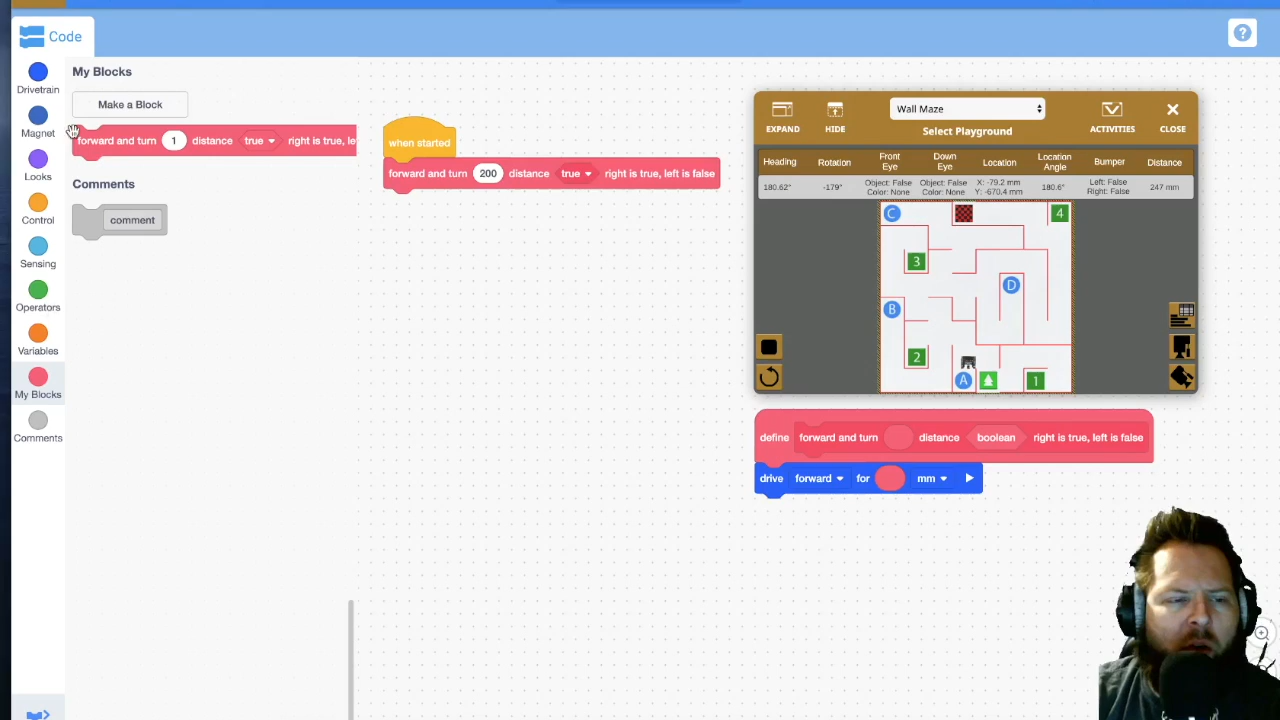 Code
?
Drivetrain
Magnet
Looks
Control
Sensing
Operators
Variables
My Blocks
Comments
My Blocks
Make a Block
forward and turn 1 distance true right is true, le
Comments
comment
when started
forward and turn 200 distance true right is true, left is false
EXPAND
HIDE
Wall Maze
Select Playground
ACTIVITIES
CLOSE
Heading Rotation Front Eye Down Eye Location Location Angle Bumper Distance
180.62° -179° Object: False Color: None Object: False Color: None X: -79.2 mm Y: -670.4 mm 180.6° Left: False Right: False 247 mm
C
4
3
D
B
2
A
1
define forward and turn distance boolean right is true, left is false
drive forward for mm